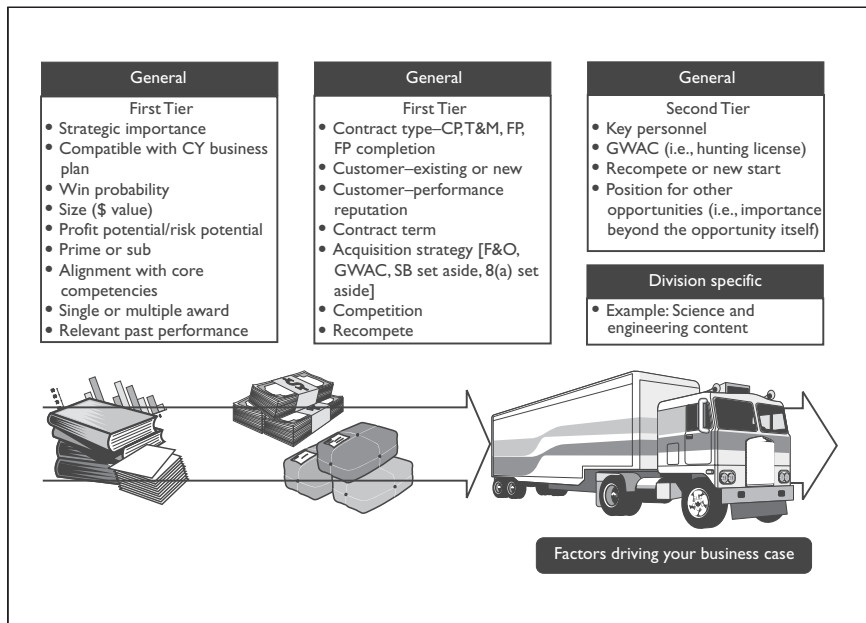 General
First Tier
• Strategic importance
• Compatible with CY business
plan
• Win probability
• Size ($ value)
• Profit potential/risk potential
• Prime or sub
• Alignment with core
competencies
• Single or multiple award
• Relevant past performance
General
First Tier
• Contract type–CP,T&M, FP,
FP completion
• Customer–existing or new
• Customer–performance
reputation
• Contract term
• Acquisition strategy [F&O,
GWAC, SB set aside, 8(a) set
aside]
• Competition
• Recompete
General
Second Tier
• Key personnel
• GWAC (i.e., hunting license)
• Recompete or new start
• Position for other
opportunities (i.e., importance
beyond the opportunity itself)
Division specific
• Example: Science and
engineering content
Factors driving your business case